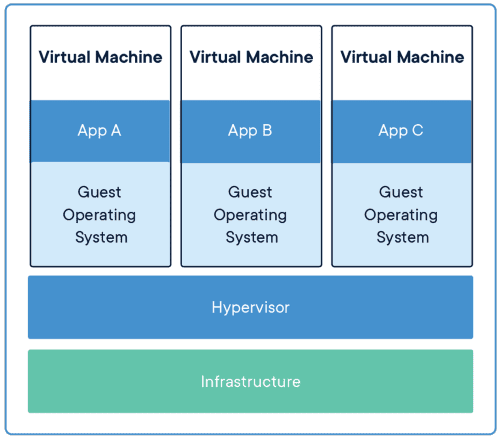 Virtual Machine
Virtual Machine
Virtual Machine
App A
App B
App C
Guest
Operating
System
Guest
Operating
System
Guest
Operating
System
Hypervisor
Infrastructure